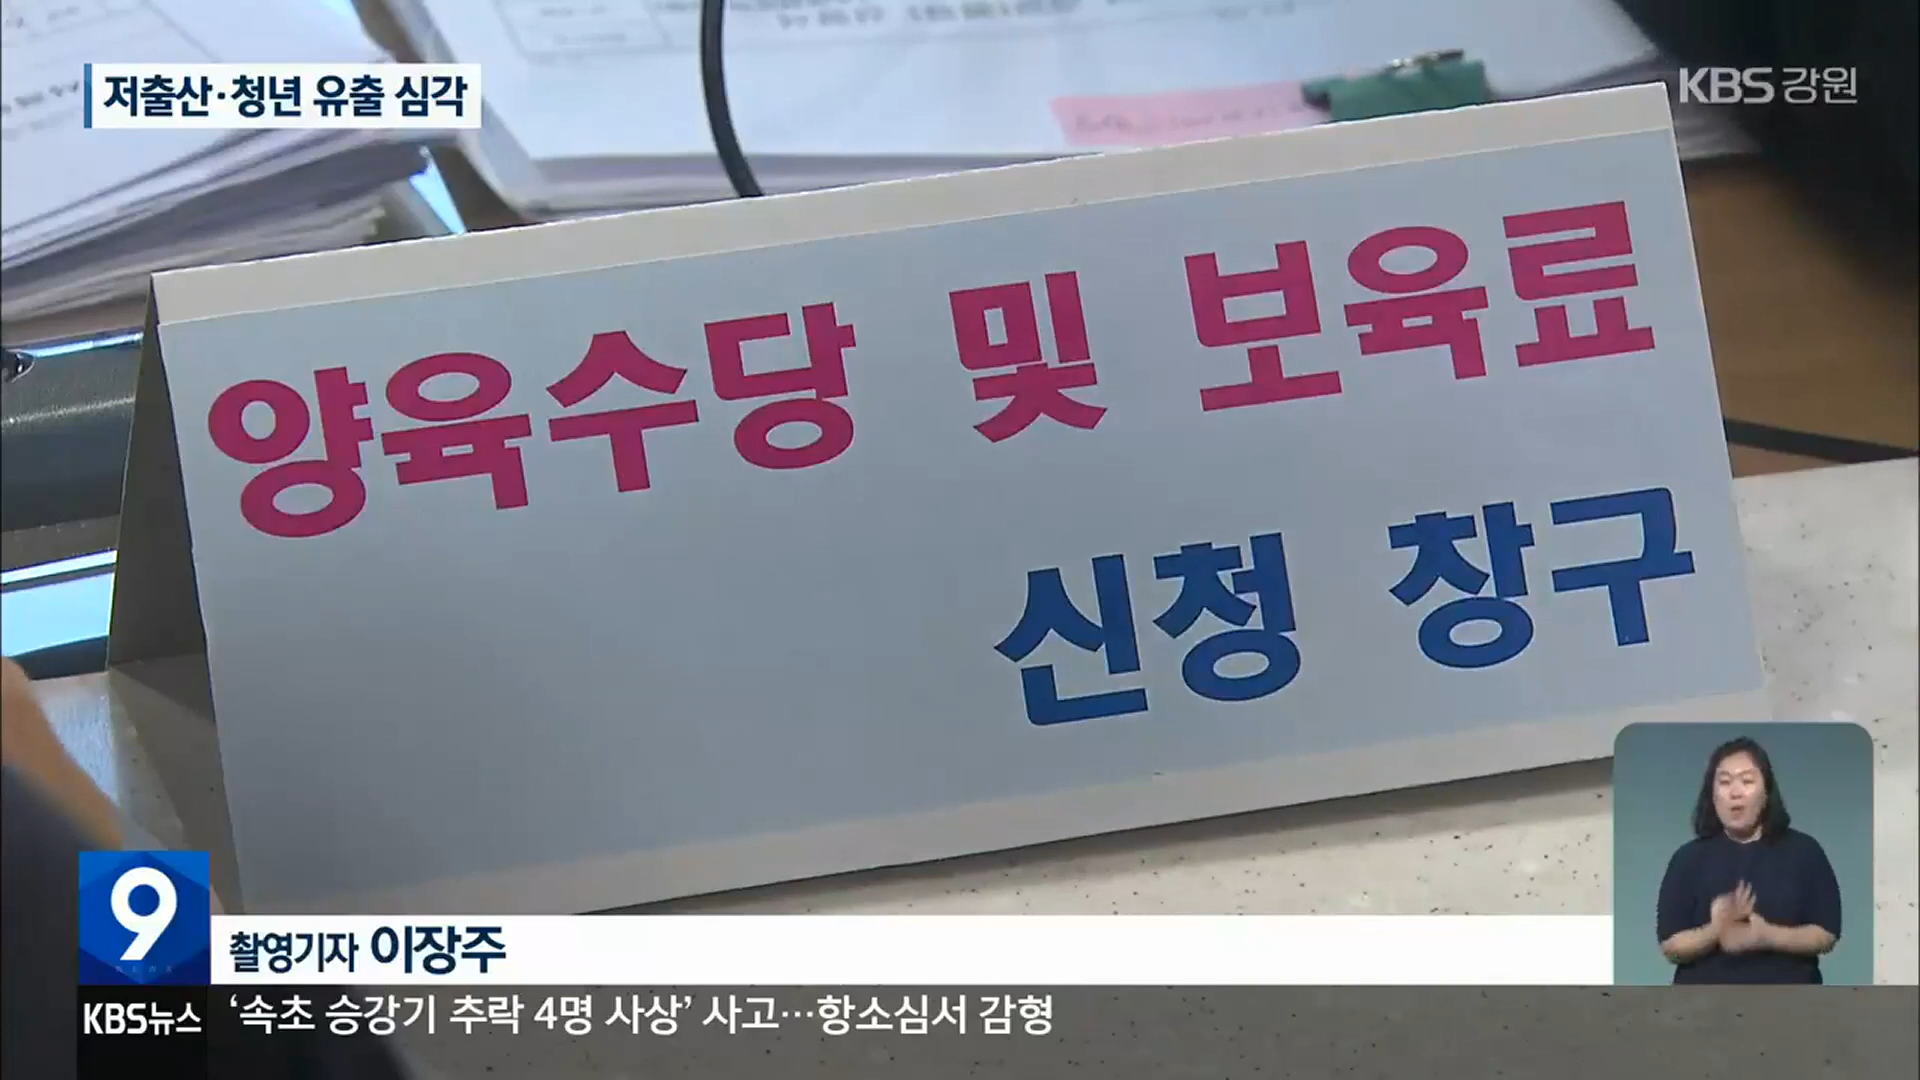 저출산·청년 유출 심각
KBS 강원
양육수당 및 보육료
신청 창구
9
NEWS
촬영기자 이장주
KBS뉴스
‘속초 승강기 추락 4명 사상’ 사고…항소심서 감형